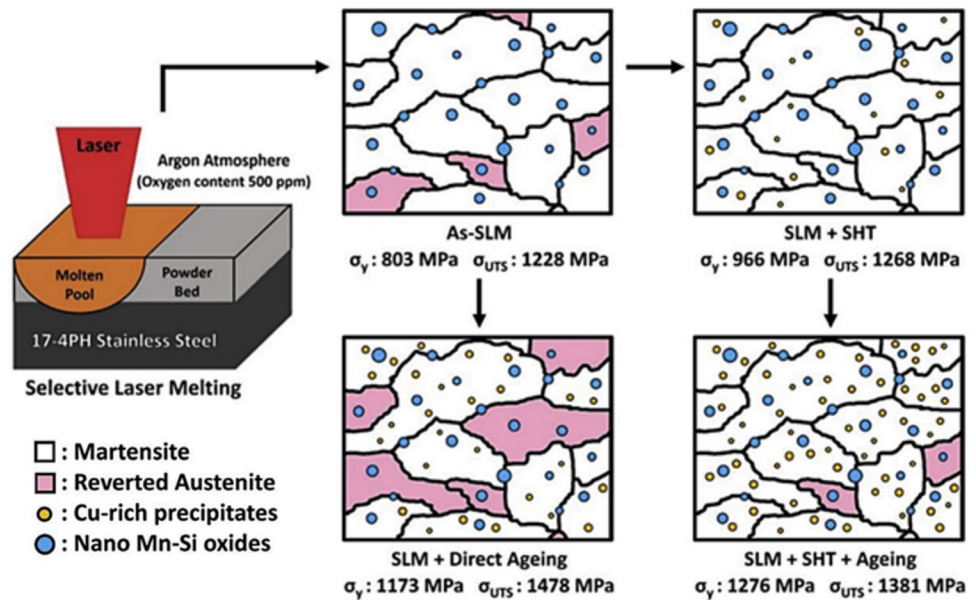 Laser
Argon Atmosphere
(Oxygen content 500 ppm)
Molten
Pool
Powder
Bed
17-4PH Stainless Steel
Selective Laser Melting
: Martensite
: Reverted Austenite
: Cu-rich precipitates
: Nano Mn-Si oxides
As-SLM
σy : 803 MPa σUTS : 1228 MPa
SLM + SHT
σy : 966 MPa σUTS : 1268 MPa
SLM + Direct Ageing
σy : 1173 MPa σUTS : 1478 MPa
SLM + SHT + Ageing
σy : 1276 MPa σUTS : 1381 MPa